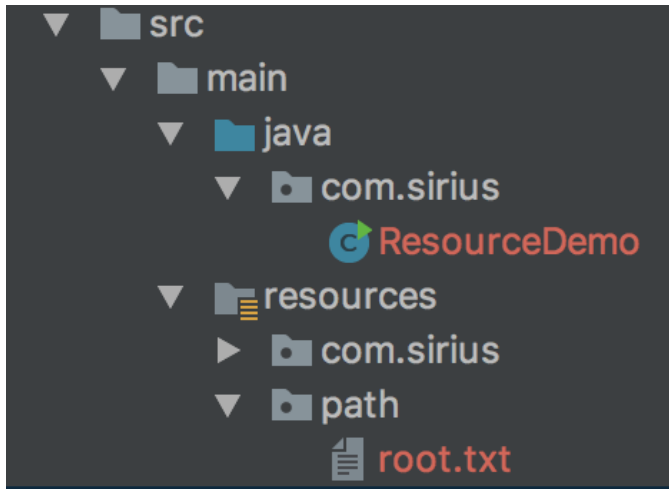 src
main
java
com.sirius
C ResourceDemo
resources
com.sirius
path
root.txt